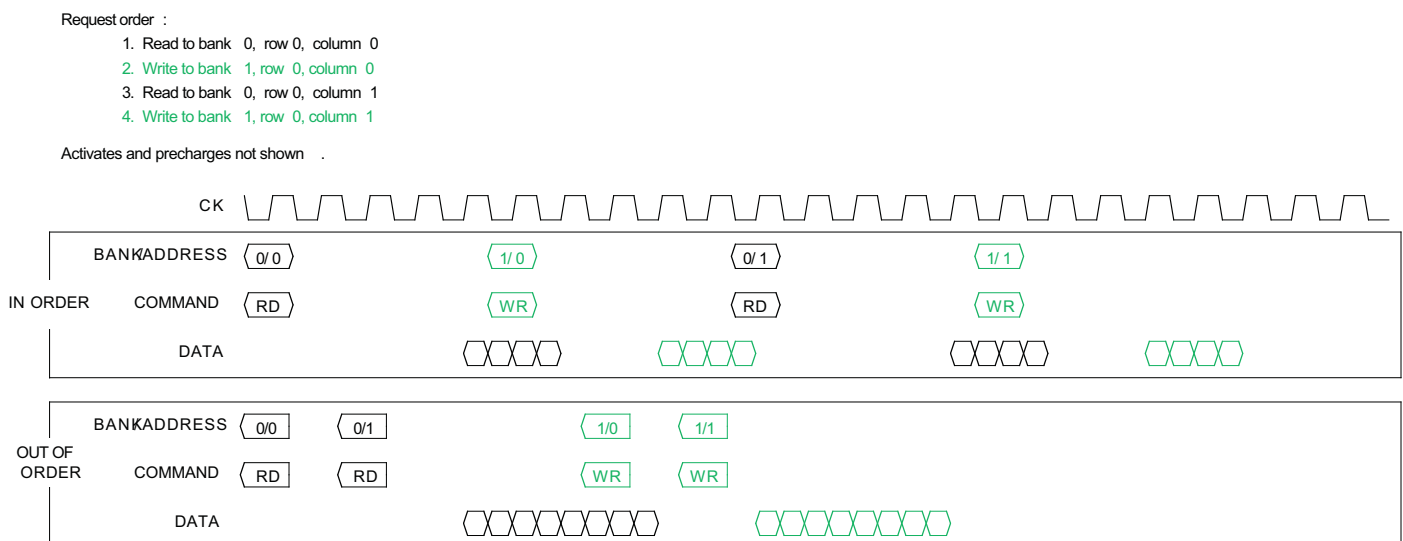 Request order :
1. Read to bank 0, row 0, column 0
2. Write to bank 1, row 0, column 0
3. Read to bank 0, row 0, column 1
4. Write to bank 1, row 0, column 1
Activates and precharges not shown .
CK
BANK/ADDRESS 0/0 1/0 0/1 1/1
IN ORDER COMMAND RD WR RD WR
DATA
BANK/ADDRESS 0/0 0/1 1/0 1/1
OUT OF
ORDER COMMAND RD RD WR WR
DATA